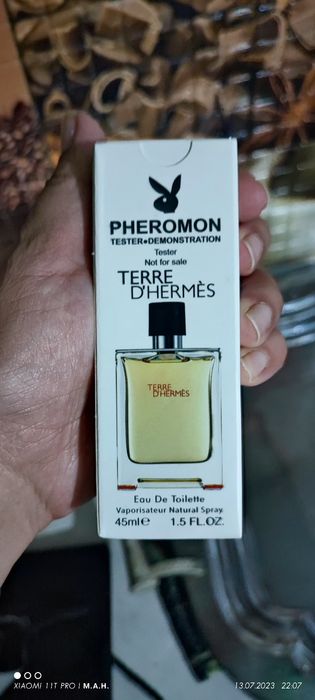 PHEROMON
TESTER•DEMONSTRATION
Tester
Not for sale
TERRE
D'HERMÈS
TERRE
D'HERMÈS
Eau De Toilette
Vaporisateur Natural Spray
45ml℮ 1.5 FL.OZ.
XIAOMI 11T PRO | M.A.H.
13.07.2023 22:07